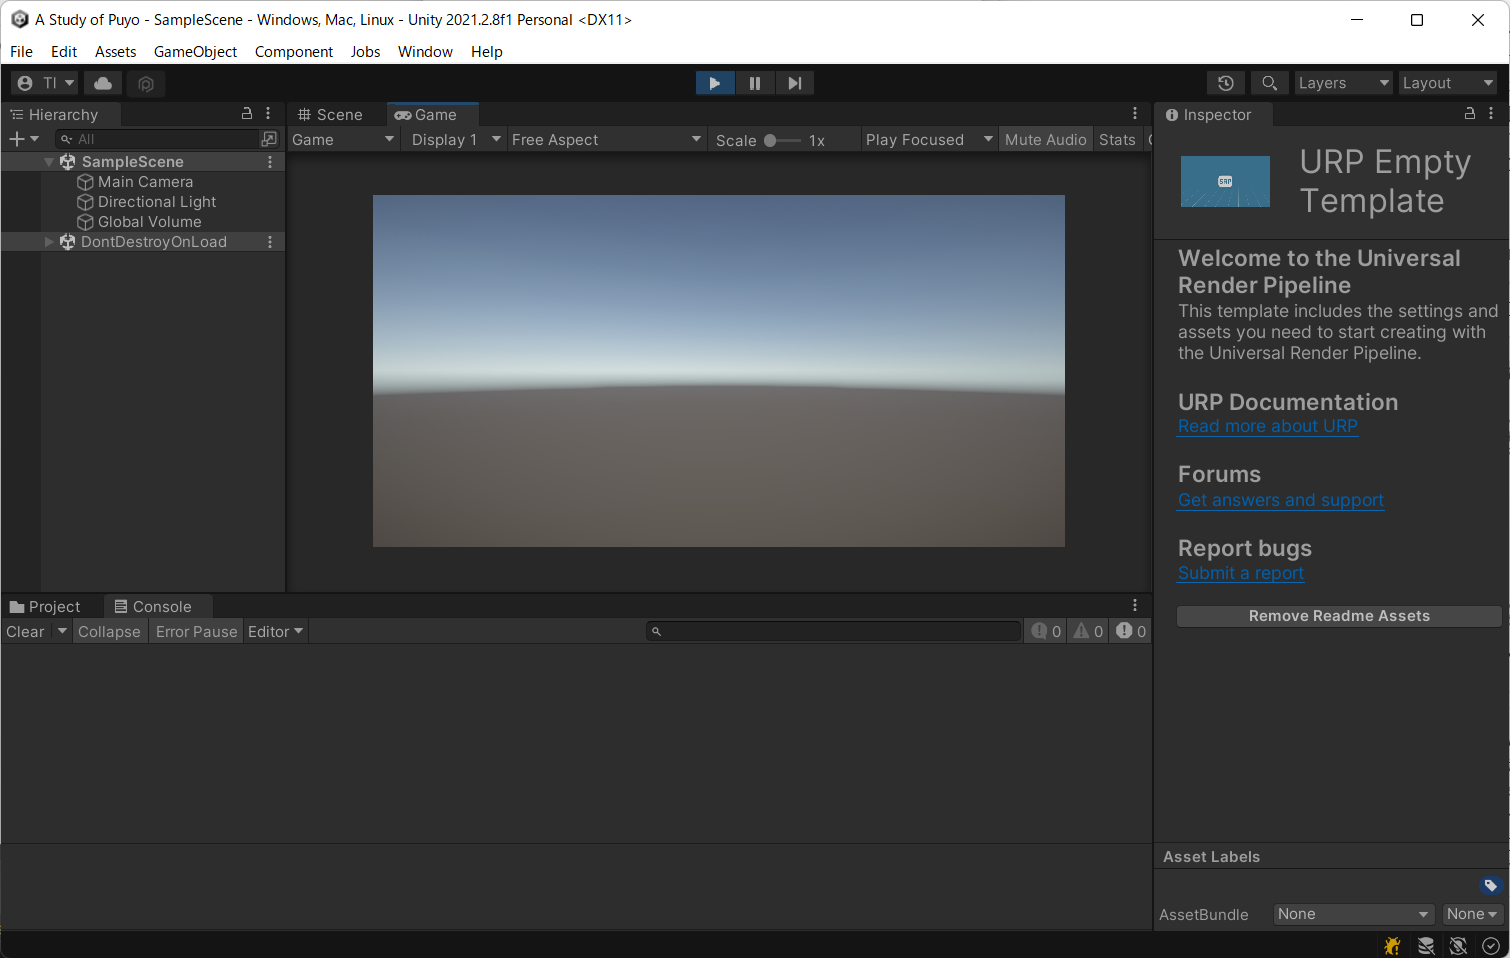 A Study of Puyo - SampleScene - Windows, Mac, Linux - Unity 2021.2.8f1 Personal <DX11>
File Edit Assets GameObject Component Jobs Window Help
TI
Layers Layout
Hierarchy
All
SampleScene
Main Camera
Directional Light
Global Volume
DontDestroyOnLoad
Scene Game
Game Display 1 Free Aspect Scale 1x Play Focused Mute Audio Stats
Inspector
URP Empty
Template
Welcome to the Universal
Render Pipeline
This template includes the settings and
assets you need to start creating with
the Universal Render Pipeline.
URP Documentation
Read more about URP
Forums
Get answers and support
Report bugs
Submit a report
Remove Readme Assets
Project Console
Clear Collapse Error Pause Editor 0 0 0
Asset Labels
AssetBundle None None